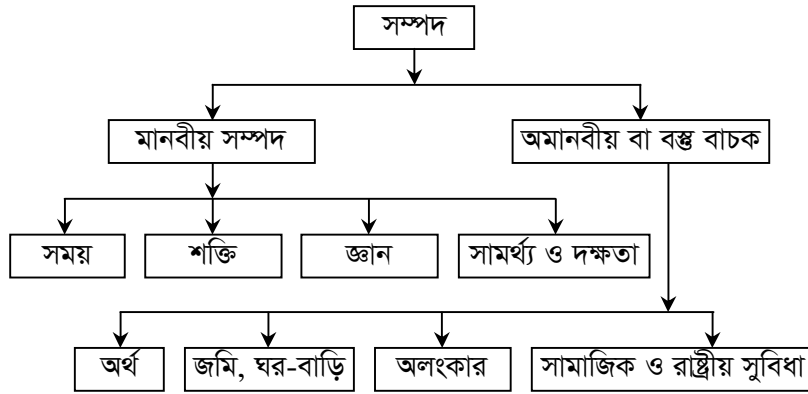 সম্পদ
মানবীয় সম্পদ অমানবীয় বা বস্তু বাচক
সময় শক্তি জ্ঞান সামর্থ্য ও দক্ষতা
অর্থ জমি, ঘর-বাড়ি অলংকার সামাজিক ও রাষ্ট্রীয় সুবিধা